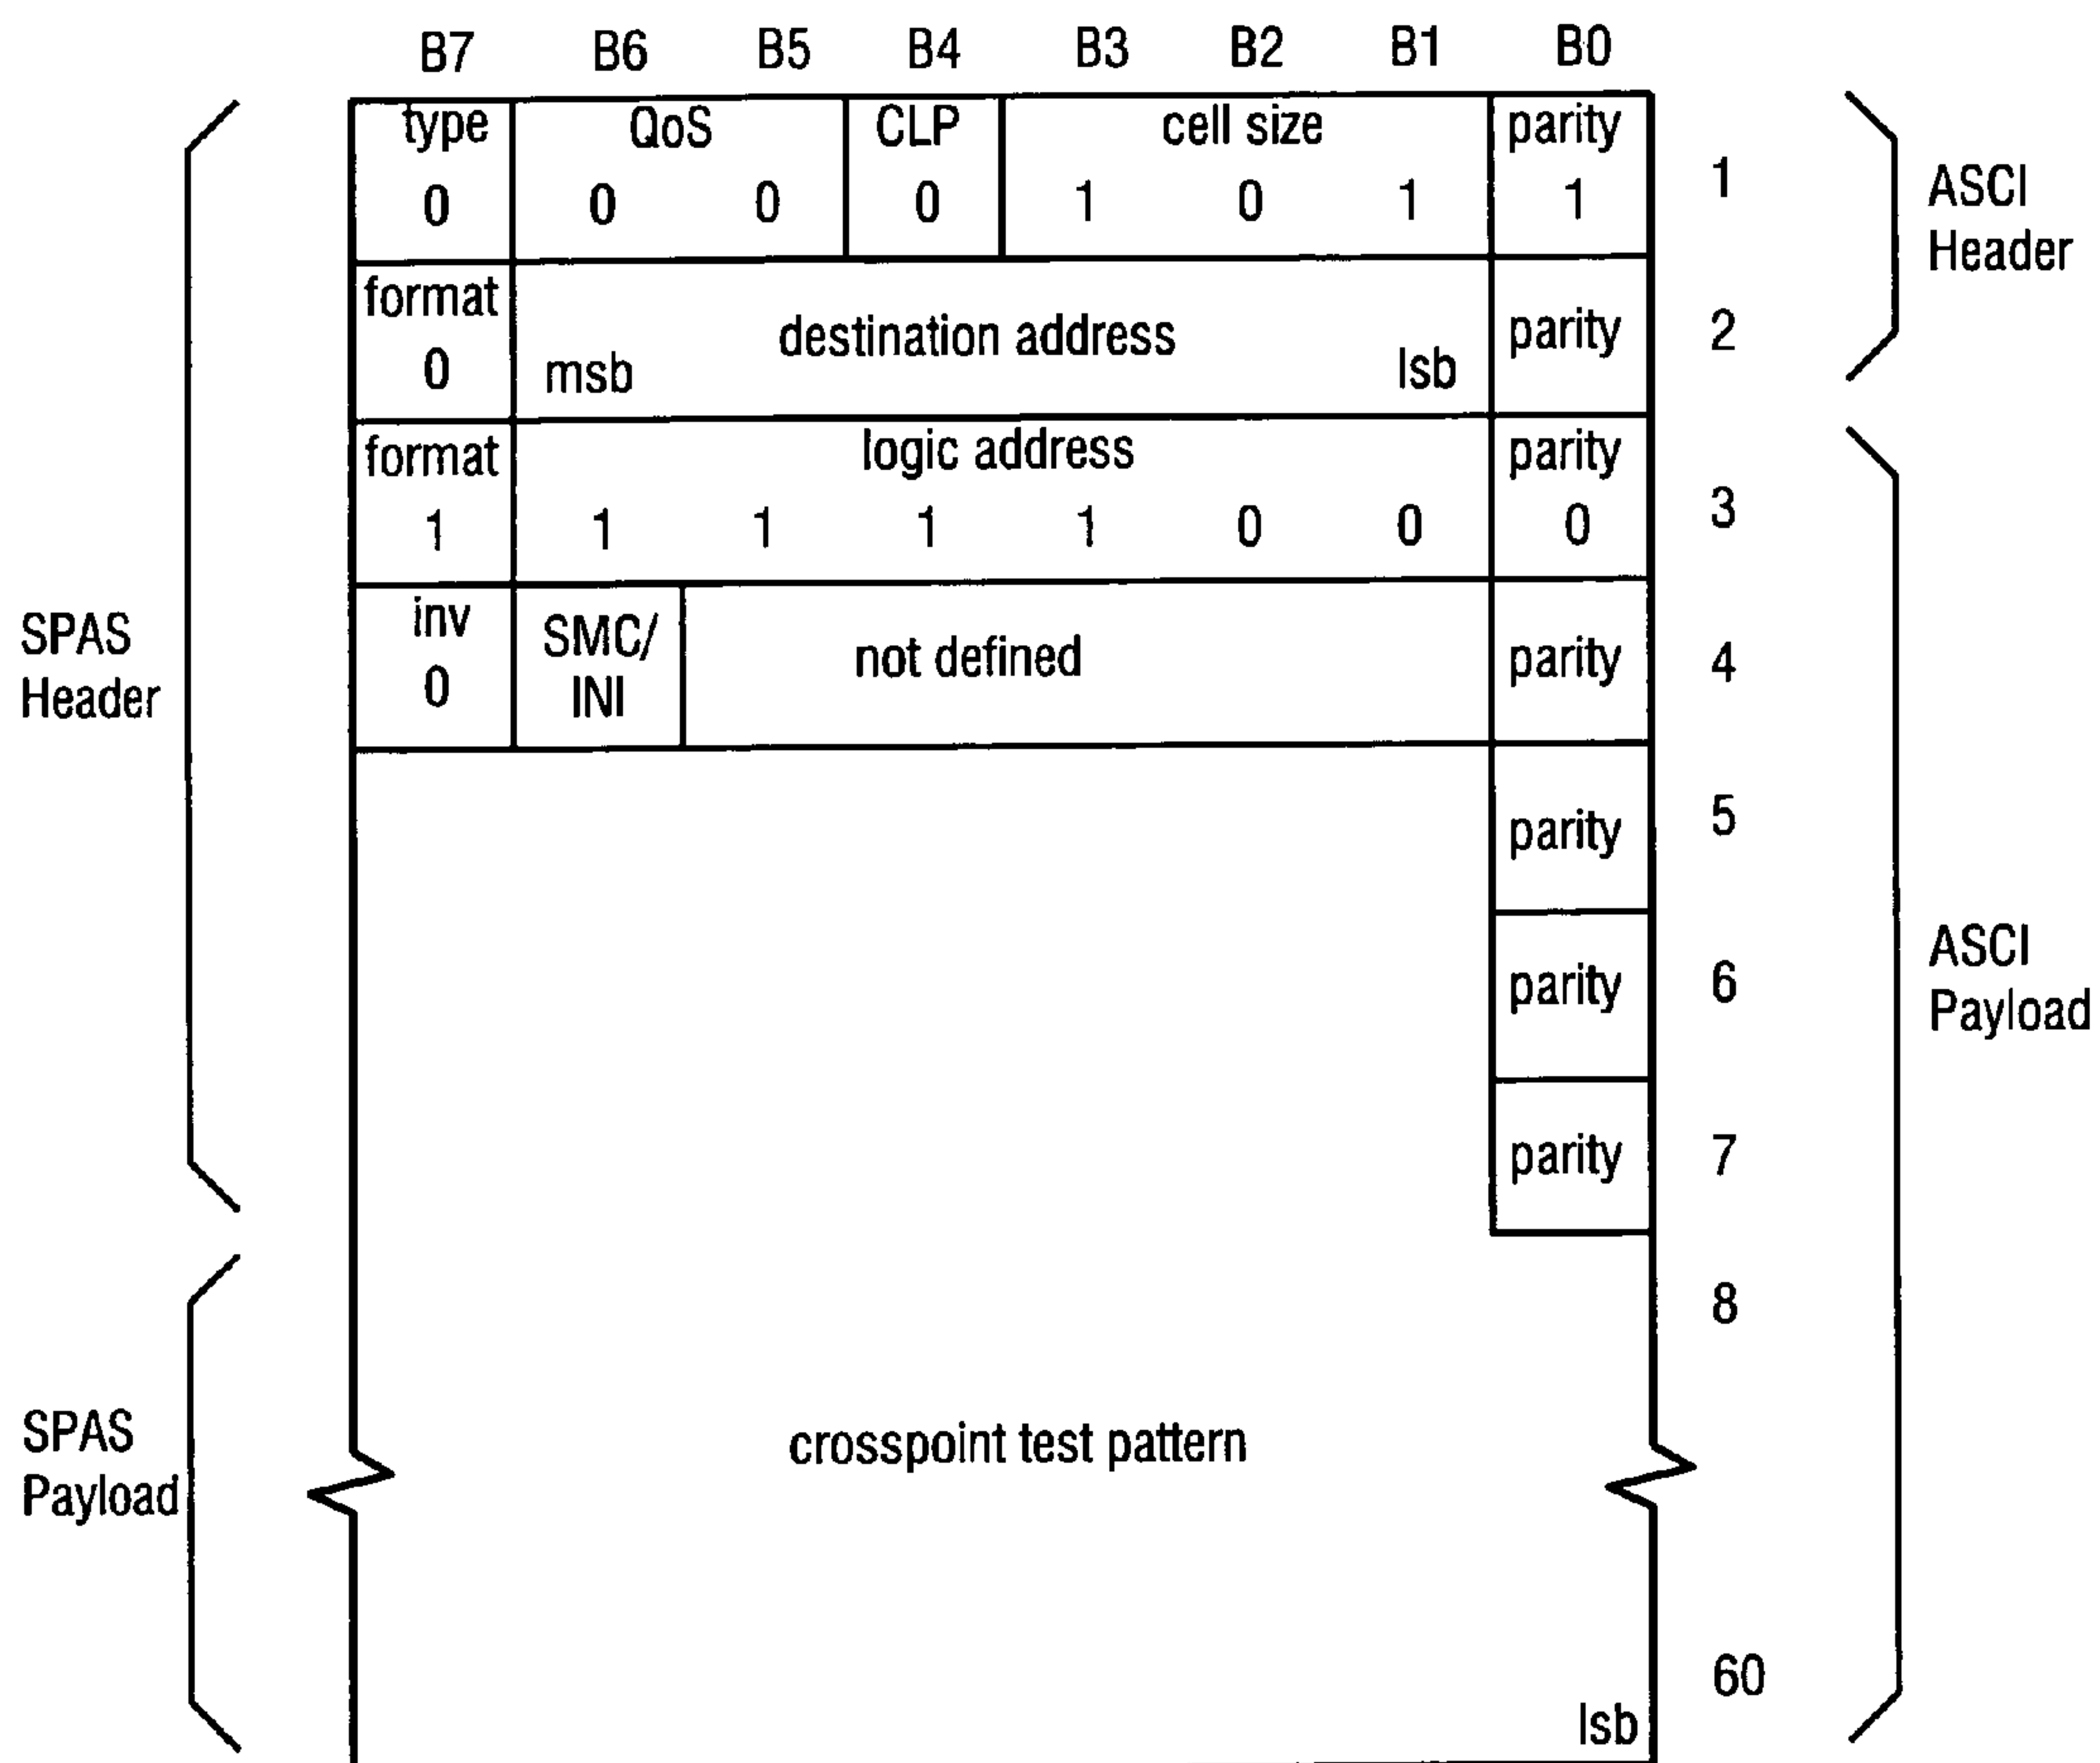 B7 B6 B5 B4 B3 B2 B1 B0
type QoS CLP cell size parity
0 0 0 0 1 0 1 1
1
ASCI
Header
format
0
destination address
msb lsb
parity
2
format logic address parity
1 1 1 1 1 0 0 0
3
SPAS
Header
inv
0
SMC/
INI
not defined
parity
4
parity
5
parity
6
ASCI
Payload
parity
7
8
SPAS
Payload
crosspoint test pattern
60
lsb